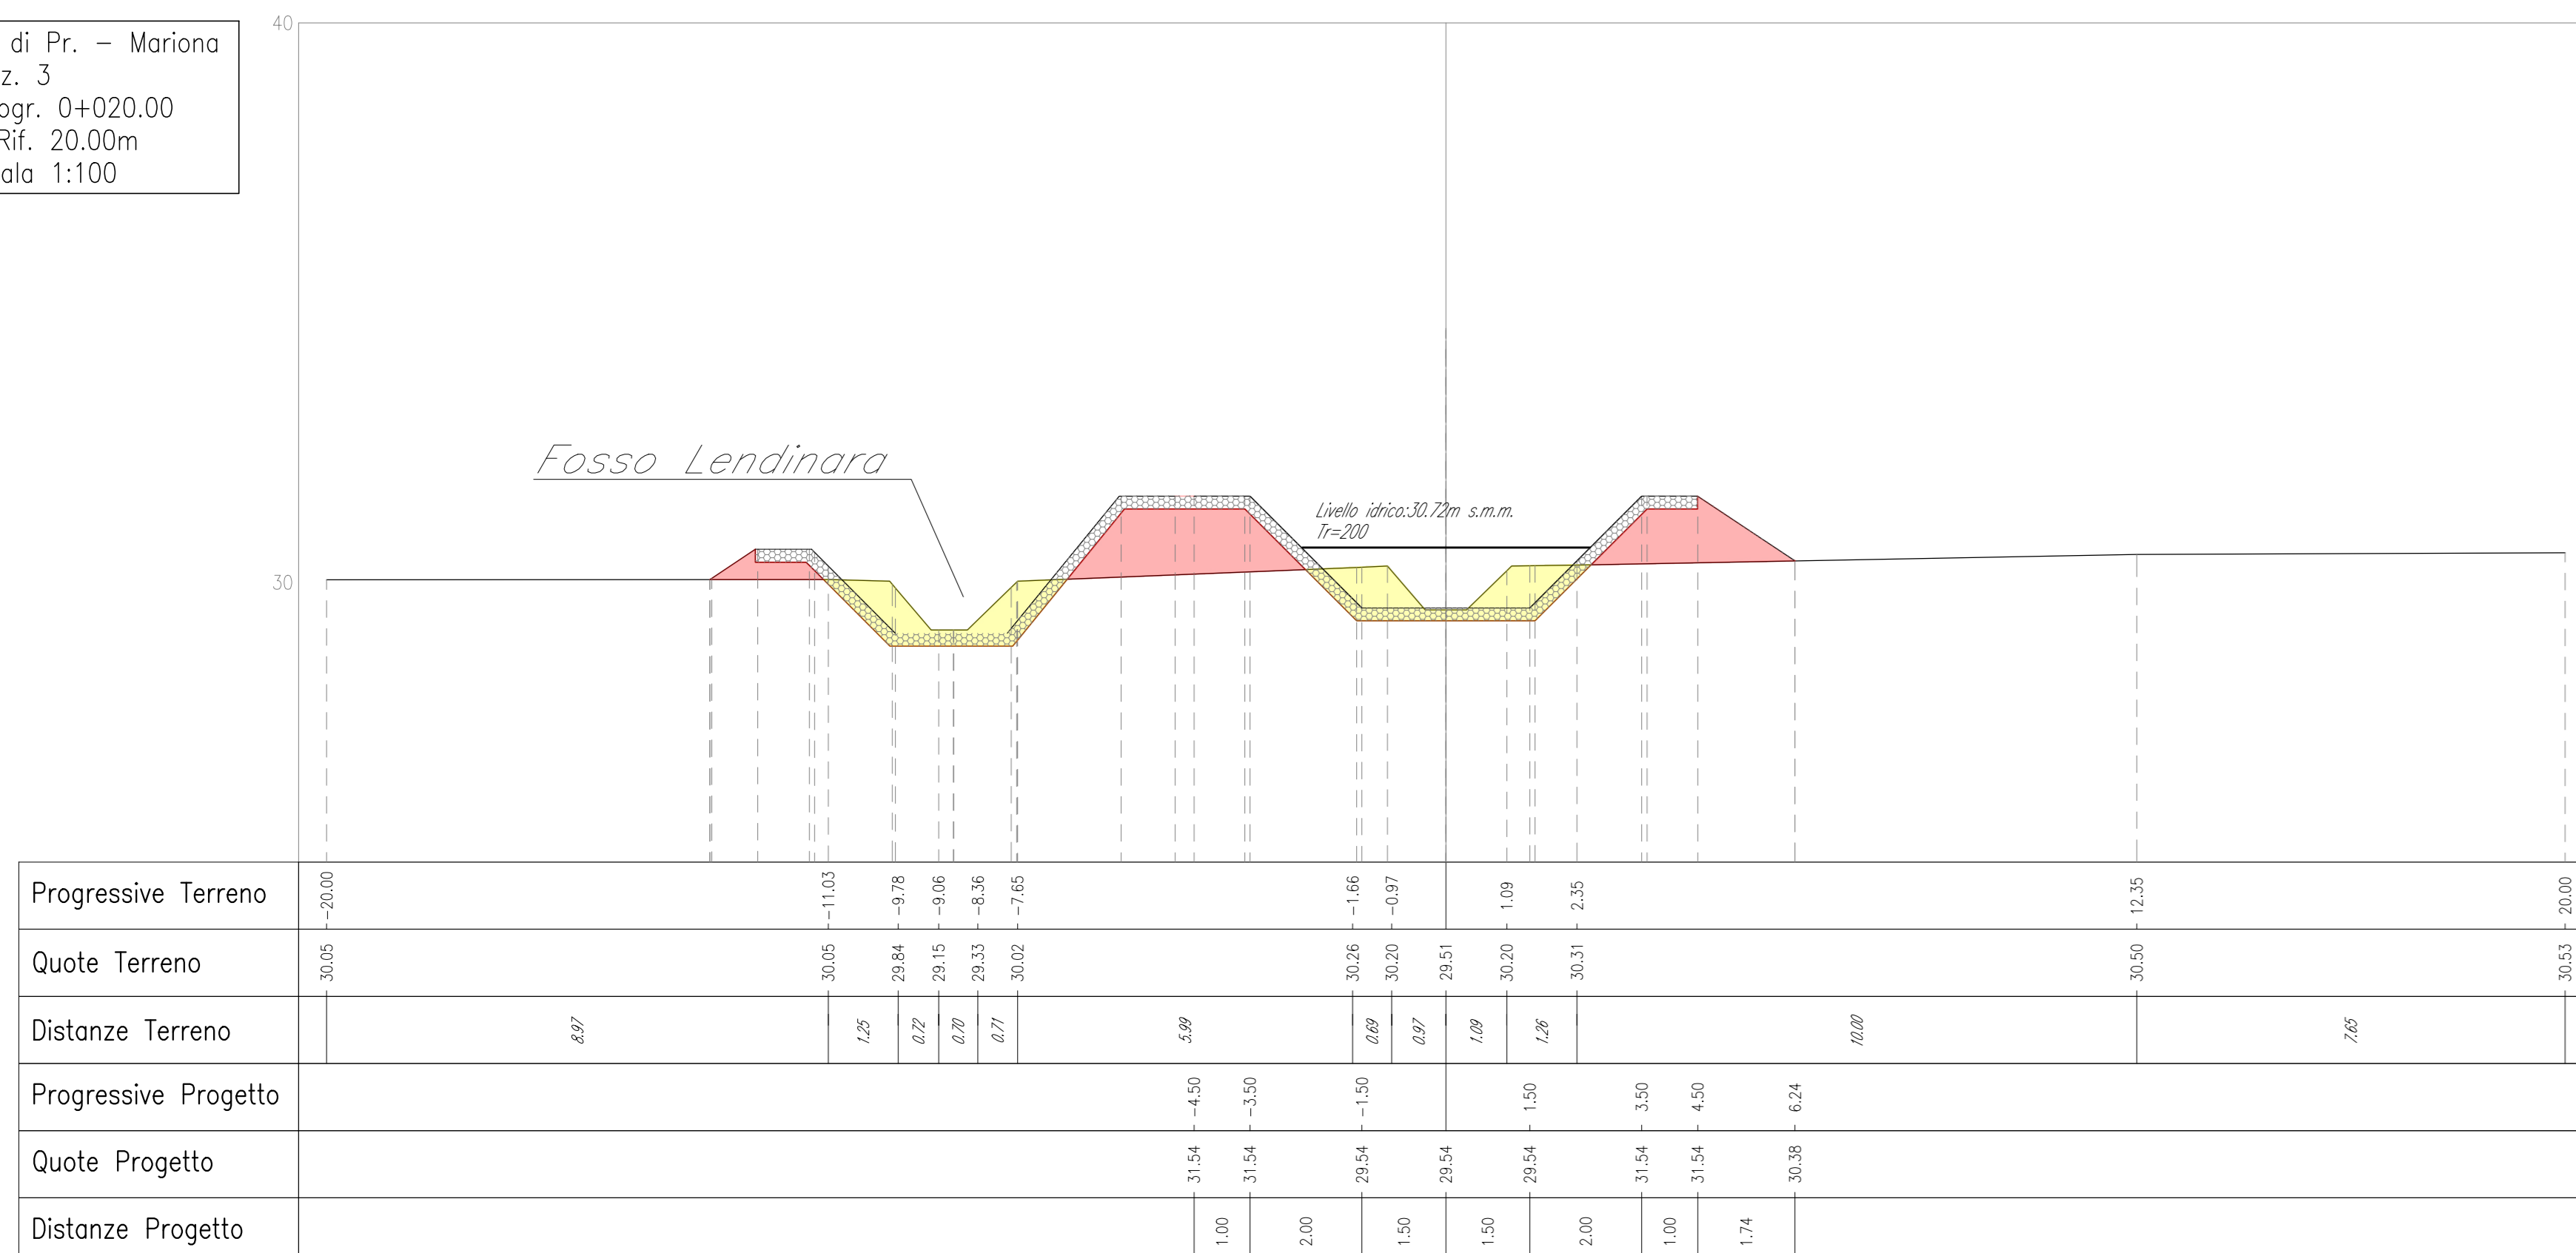 di Pr. - Mariona
z. 3
ogr. 0+020.00
Rif. 20.00m
ala 1:100
40
30
Fosso Lendinara
Livello idrico:30.72m s.m.m.
Tr=200
Progressive Terreno -20.00 -11.03 -9.78 -9.06 -8.36 -7.65 -1.66 -0.97 1.09 2.35 12.35 20.00
Quote Terreno 30.05 30.05 29.84 29.15 29.33 30.02 30.26 30.20 29.51 30.20 30.31 30.50 30.53
Distanze Terreno 8.97 1.25 0.72 0.70 0.71 5.99 0.69 0.97 1.09 1.26 10.00 7.65
Progressive Progetto -4.50 -3.50 -1.50 1.50 3.50 4.50 6.24
Quote Progetto 31.54 31.54 29.54 29.54 29.54 31.54 31.54 30.38
Distanze Progetto 1.00 2.00 1.50 1.50 2.00 1.00 1.74